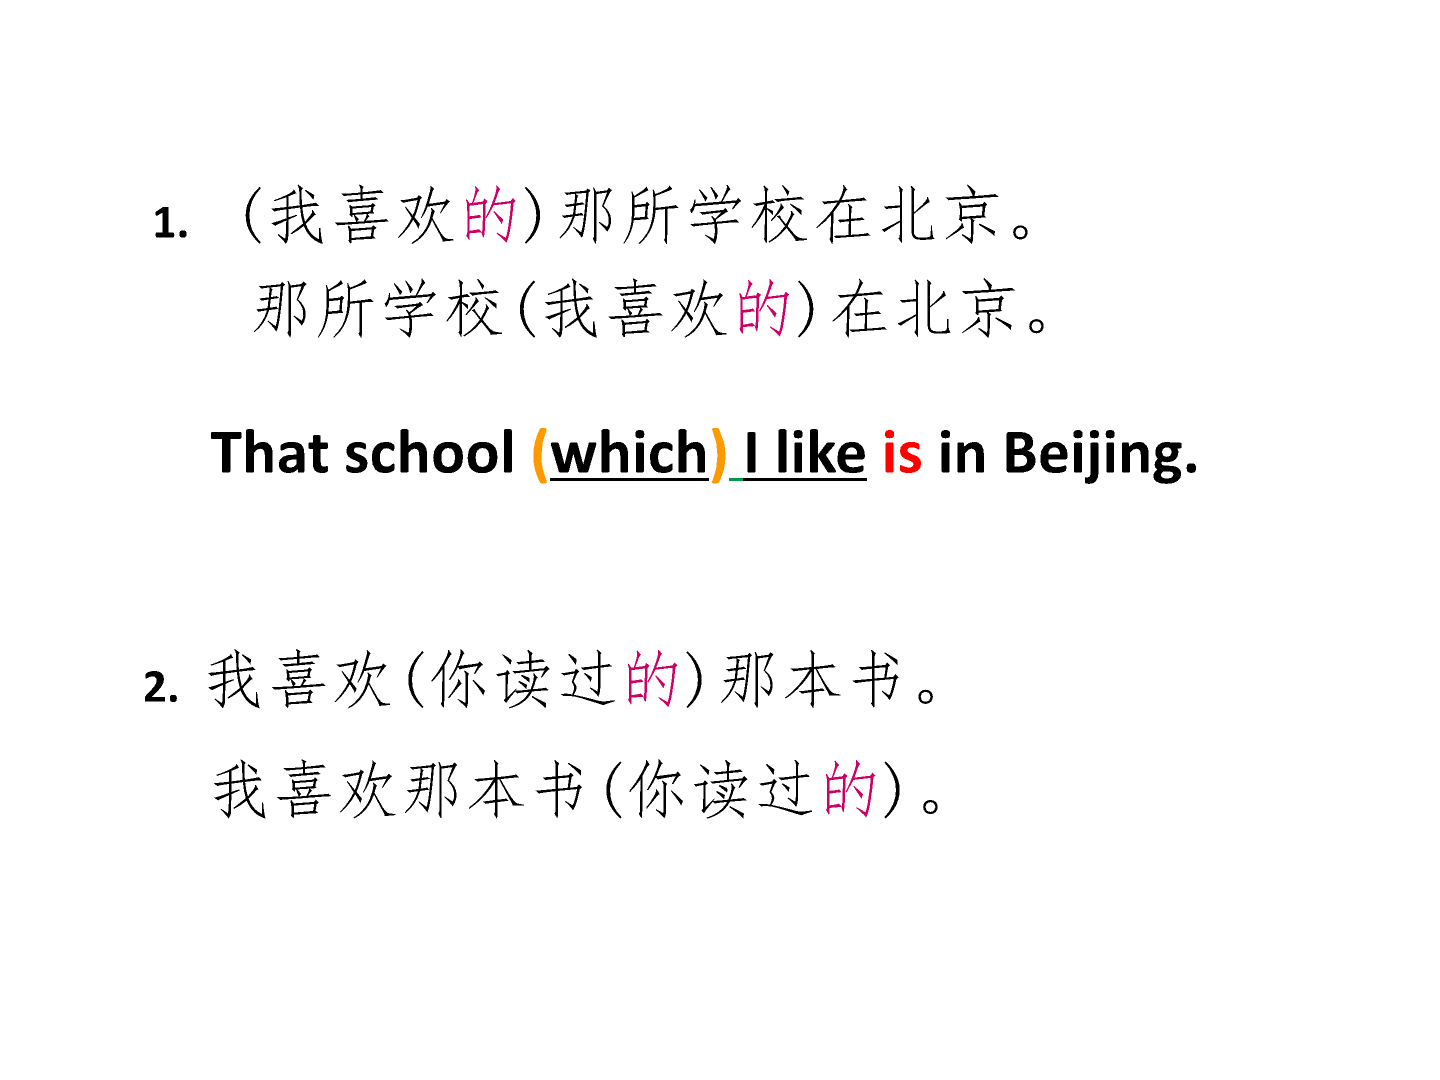 1. (我喜欢的)那所学校在北京。
那所学校(我喜欢的)在北京。
That school (which) I like is in Beijing.
2. 我喜欢(你读过的)那本书。
我喜欢那本书(你读过的)。